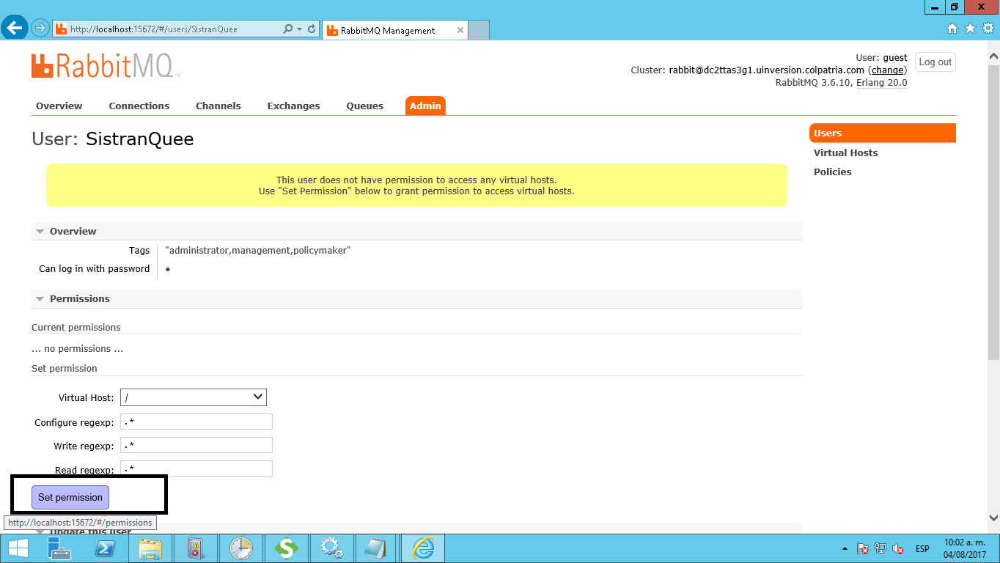 http://localhost:15672/#/users/SistranQuee
RabbitMQ Management
RabbitMQ TM
User: guest
Log out
Cluster: rabbit@dc2ttas3g1.uinversion.colpatria.com (change)
RabbitMQ 3.6.10, Erlang 20.0
Overview Connections Channels Exchanges Queues Admin
User: SistranQuee
Users
Virtual Hosts
Policies
This user does not have permission to access any virtual hosts.
Use "Set Permission" below to grant permission to access virtual hosts.
Overview
Tags "administrator,management,policymaker"
Can log in with password ●
Permissions
Current permissions
... no permissions ...
Set permission
Virtual Host: /
Configure regexp: .*
Write regexp: .*
Read regexp: .*
Set permission
http://localhost:15672/#/permissions
Update this user
ESP
10:02 a. m.
04/08/2017